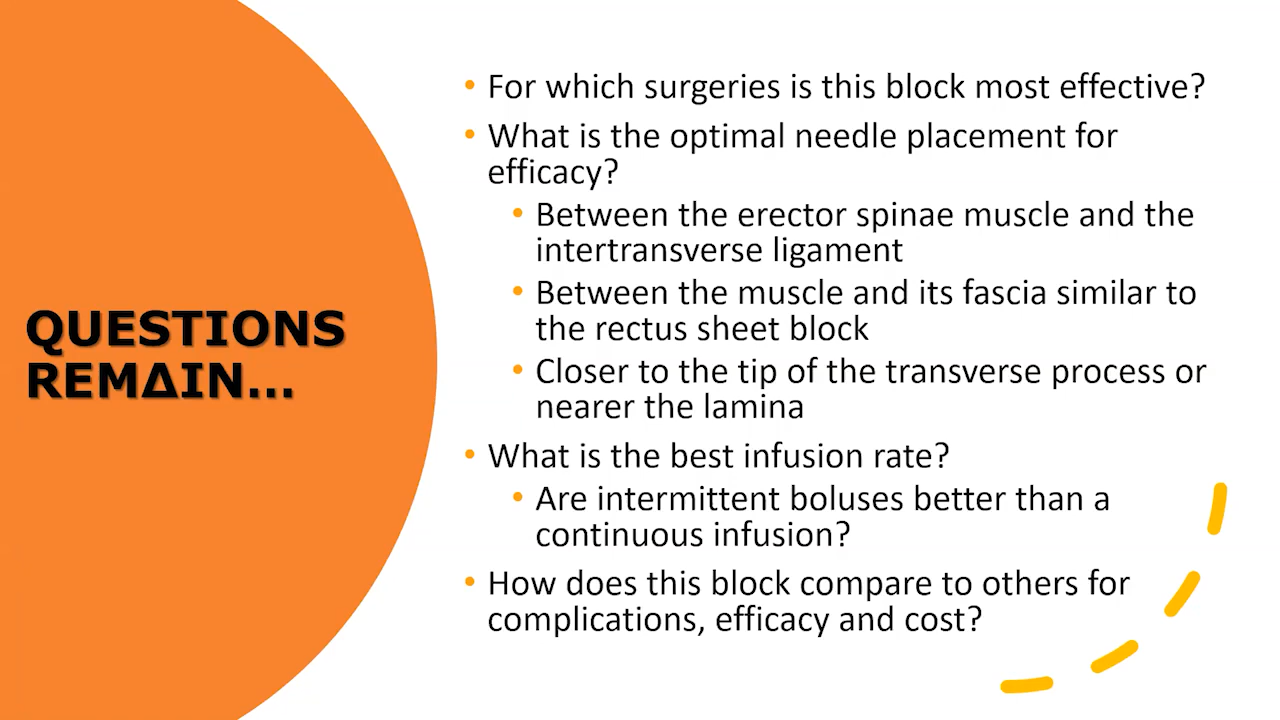 QUESTIONS
REMΔIN...
• For which surgeries is this block most effective?
• What is the optimal needle placement for
efficacy?
• Between the erector spinae muscle and the
intertransverse ligament
• Between the muscle and its fascia similar to
the rectus sheet block
• Closer to the tip of the transverse process or
nearer the lamina
• What is the best infusion rate?
• Are intermittent boluses better than a
continuous infusion?
• How does this block compare to others for
complications, efficacy and cost?